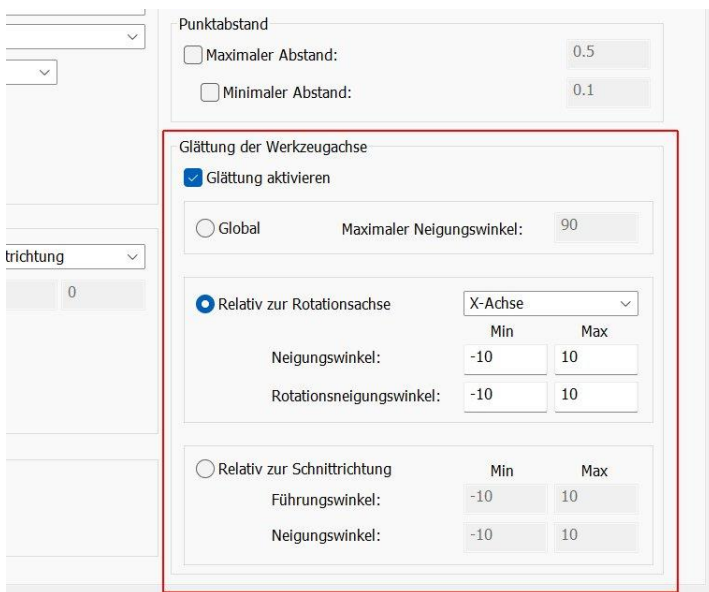 Punktabstand
Maximaler Abstand: 0.5
Minimaler Abstand: 0.1
Glättung der Werkzeugachse
Glättung aktivieren
Global Maximaler Neigungswinkel: 90
trichtung
0
Relativ zur Rotationsachse X-Achse
Min Max
Neigungswinkel: -10 10
Rotationsneigungswinkel: -10 10
Relativ zur Schnittrichtung Min Max
Führungswinkel: -10 10
Neigungswinkel: -10 10